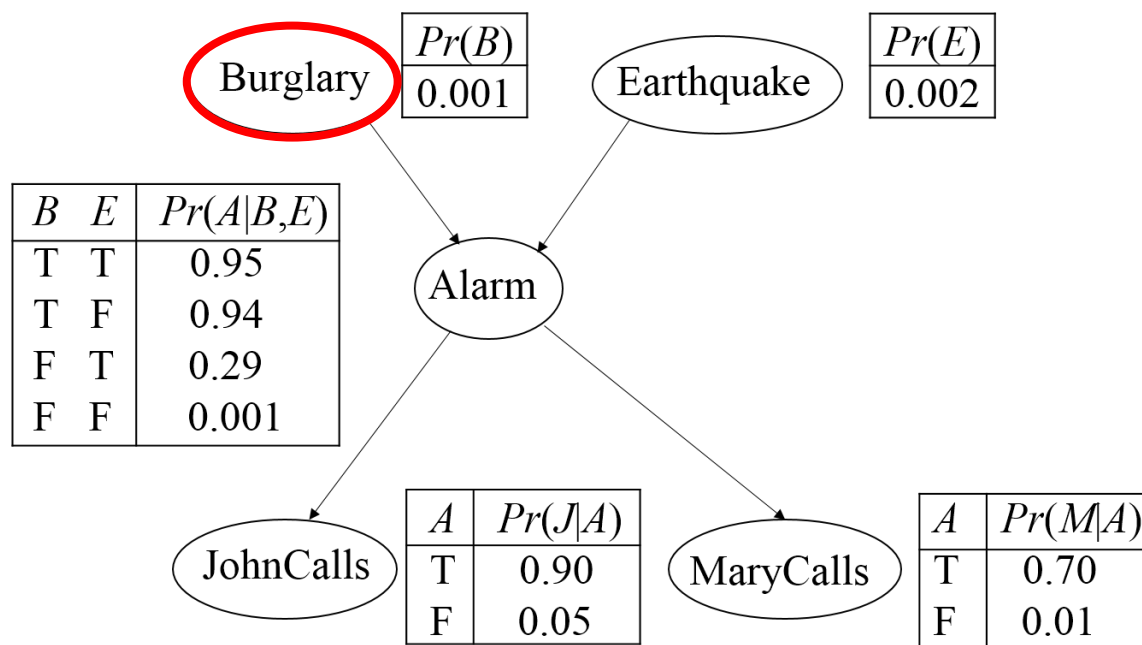 Burglary
Pr(B)
0.001
Earthquake
Pr(E)
0.002
B E Pr(A|B,E)
T T 0.95
T F 0.94
F T 0.29
F F 0.001
Alarm
JohnCalls
A Pr(J|A)
T 0.90
F 0.05
MaryCalls
A Pr(M|A)
T 0.70
F 0.01